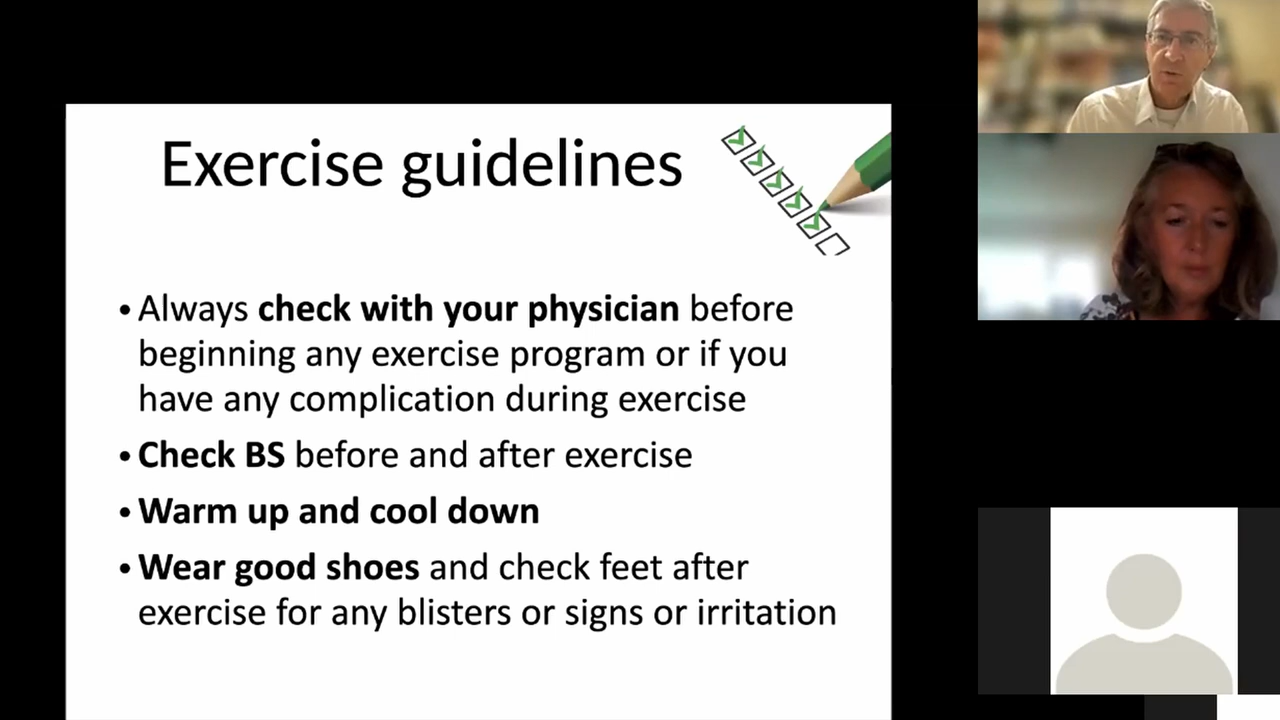 Exercise guidelines
• Always check with your physician before
beginning any exercise program or if you
have any complication during exercise
• Check BS before and after exercise
• Warm up and cool down
• Wear good shoes and check feet after
exercise for any blisters or signs or irritation